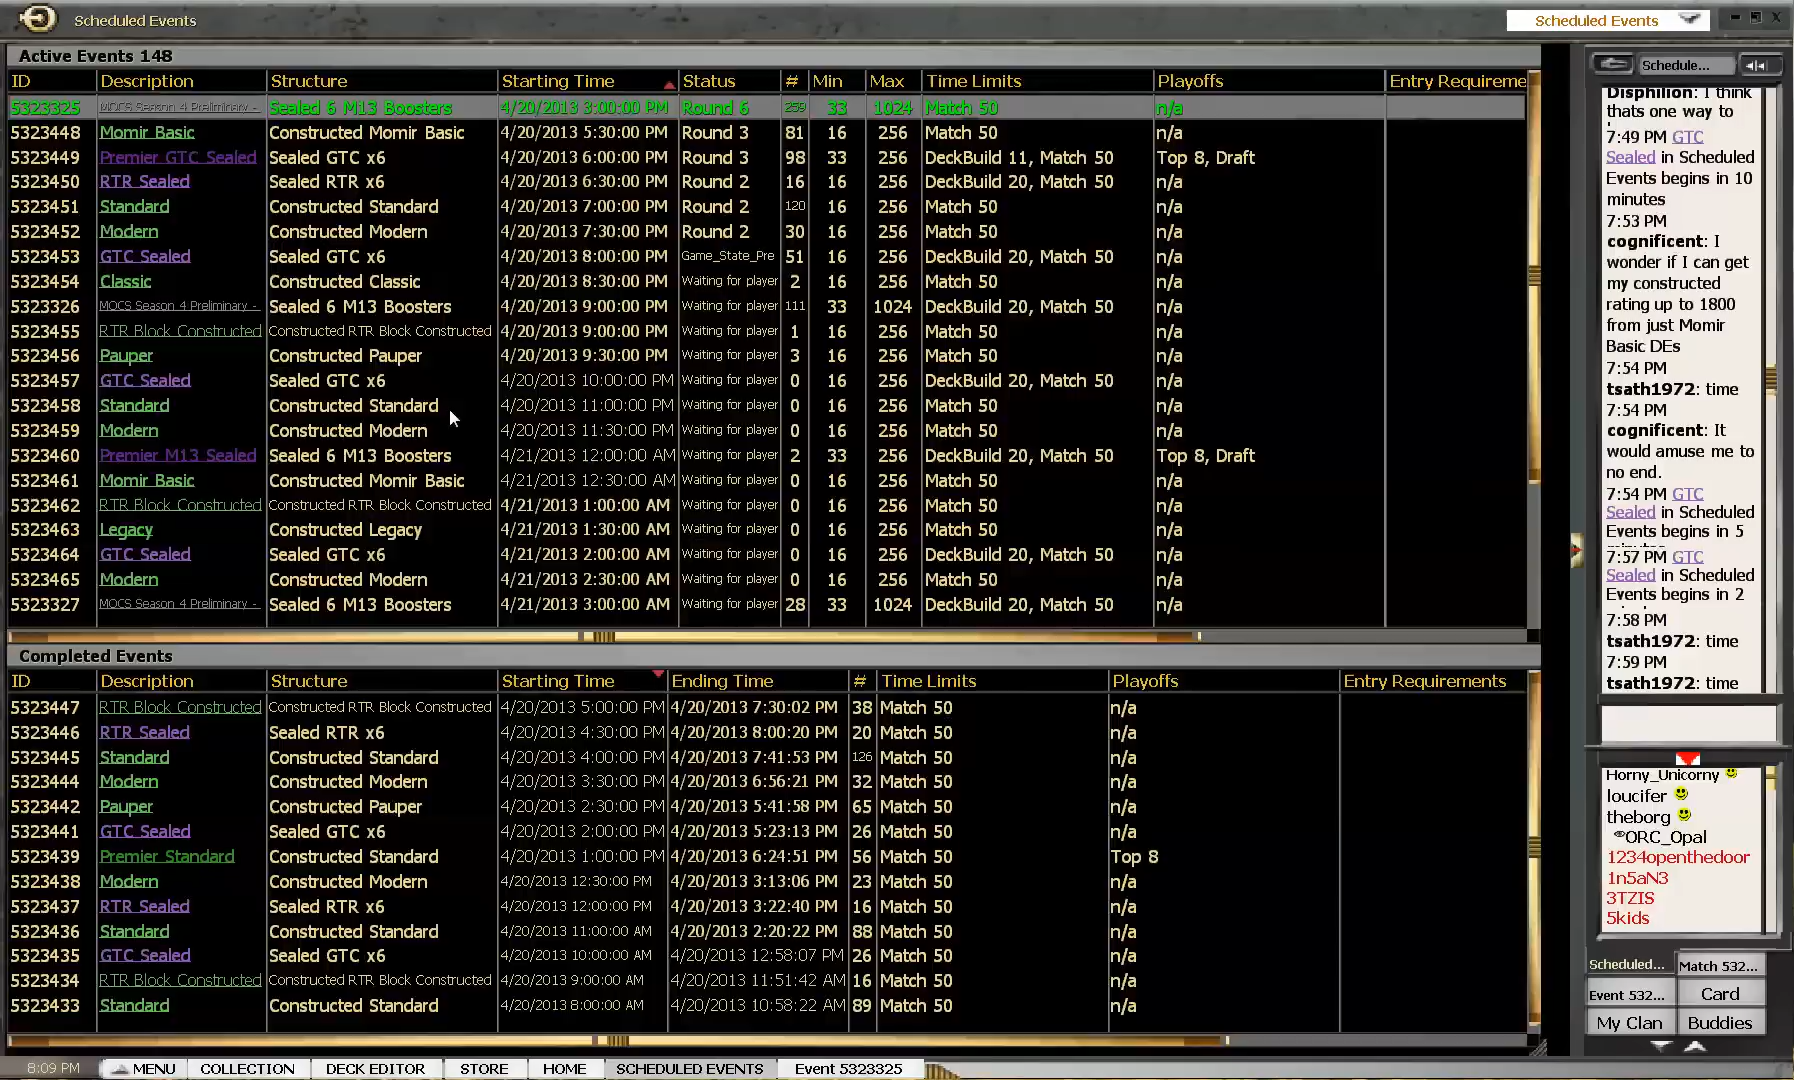 Scheduled Events
Scheduled Events
Active Events 148
ID Description Structure Starting Time Status # Min Max Time Limits Playoffs Entry Requireme
5323325 MOCS Season 4 Preliminary - Sealed 6 M13 Boosters 4/20/2013 3:00:00 PM Round 6 259 33 1024 Match 50 n/a
5323448 Momir Basic Constructed Momir Basic 4/20/2013 5:30:00 PM Round 3 81 16 256 Match 50 n/a
5323449 Premier GTC Sealed Sealed GTC x6 4/20/2013 6:00:00 PM Round 3 98 33 256 DeckBuild 11, Match 50 Top 8, Draft
5323450 RTR Sealed Sealed RTR x6 4/20/2013 6:30:00 PM Round 2 16 16 256 DeckBuild 20, Match 50 n/a
5323451 Standard Constructed Standard 4/20/2013 7:00:00 PM Round 2 120 16 256 Match 50 n/a
5323452 Modern Constructed Modern 4/20/2013 7:30:00 PM Round 2 30 16 256 Match 50 n/a
5323453 GTC Sealed Sealed GTC x6 4/20/2013 8:00:00 PM Game_State_Pre 51 16 256 DeckBuild 20, Match 50 n/a
5323454 Classic Constructed Classic 4/20/2013 8:30:00 PM Waiting for player 2 16 256 Match 50 n/a
5323326 MOCS Season 4 Preliminary - Sealed 6 M13 Boosters 4/20/2013 9:00:00 PM Waiting for player 111 33 1024 DeckBuild 20, Match 50 n/a
5323455 RTR Block Constructed Constructed RTR Block Constructed 4/20/2013 9:00:00 PM Waiting for player 1 16 256 Match 50 n/a
5323456 Pauper Constructed Pauper 4/20/2013 9:30:00 PM Waiting for player 3 16 256 Match 50 n/a
5323457 GTC Sealed Sealed GTC x6 4/20/2013 10:00:00 PM Waiting for player 0 16 256 DeckBuild 20, Match 50 n/a
5323458 Standard Constructed Standard 4/20/2013 11:00:00 PM Waiting for player 0 16 256 Match 50 n/a
5323459 Modern Constructed Modern 4/20/2013 11:30:00 PM Waiting for player 0 16 256 Match 50 n/a
5323460 Premier M13 Sealed Sealed 6 M13 Boosters 4/21/2013 12:00:00 AM Waiting for player 2 33 256 DeckBuild 20, Match 50 Top 8, Draft
5323461 Momir Basic Constructed Momir Basic 4/21/2013 12:30:00 AM Waiting for player 0 16 256 Match 50 n/a
5323462 RTR Block Constructed Constructed RTR Block Constructed 4/21/2013 1:00:00 AM Waiting for player 0 16 256 Match 50 n/a
5323463 Legacy Constructed Legacy 4/21/2013 1:30:00 AM Waiting for player 0 16 256 Match 50 n/a
5323464 GTC Sealed Sealed GTC x6 4/21/2013 2:00:00 AM Waiting for player 0 16 256 DeckBuild 20, Match 50 n/a
5323465 Modern Constructed Modern 4/21/2013 2:30:00 AM Waiting for player 0 16 256 Match 50 n/a
5323327 MOCS Season 4 Preliminary - Sealed 6 M13 Boosters 4/21/2013 3:00:00 AM Waiting for player 28 33 1024 DeckBuild 20, Match 50 n/a
Completed Events
ID Description Structure Starting Time Ending Time # Time Limits Playoffs Entry Requirements
5323447 RTR Block Constructed Constructed RTR Block Constructed 4/20/2013 5:00:00 PM 4/20/2013 7:30:02 PM 38 Match 50 n/a
5323446 RTR Sealed Sealed RTR x6 4/20/2013 4:30:00 PM 4/20/2013 8:00:20 PM 20 Match 50 n/a
5323445 Standard Constructed Standard 4/20/2013 4:00:00 PM 4/20/2013 7:41:53 PM 126 Match 50 n/a
5323444 Modern Constructed Modern 4/20/2013 3:30:00 PM 4/20/2013 6:56:21 PM 32 Match 50 n/a
5323442 Pauper Constructed Pauper 4/20/2013 2:30:00 PM 4/20/2013 5:41:58 PM 65 Match 50 n/a
5323441 GTC Sealed Sealed GTC x6 4/20/2013 2:00:00 PM 4/20/2013 5:23:13 PM 26 Match 50 n/a
5323439 Premier Standard Constructed Standard 4/20/2013 1:00:00 PM 4/20/2013 6:24:51 PM 56 Match 50 Top 8
5323438 Modern Constructed Modern 4/20/2013 12:30:00 PM 4/20/2013 3:13:06 PM 23 Match 50 n/a
5323437 RTR Sealed Sealed RTR x6 4/20/2013 12:00:00 PM 4/20/2013 3:22:40 PM 16 Match 50 n/a
5323436 Standard Constructed Standard 4/20/2013 11:00:00 AM 4/20/2013 2:20:22 PM 88 Match 50 n/a
5323435 GTC Sealed Sealed GTC x6 4/20/2013 10:00:00 AM 4/20/2013 12:58:07 PM 26 Match 50 n/a
5323434 RTR Block Constructed Constructed RTR Block Constructed 4/20/2013 9:00:00 AM 4/20/2013 11:51:42 AM 16 Match 50 n/a
5323433 Standard Constructed Standard 4/20/2013 8:00:00 AM 4/20/2013 10:58:22 AM 89 Match 50 n/a
Schedule...
Disphilion: I think
thats one way to
7:49 PM GTC
Sealed in Scheduled
Events begins in 10
minutes
7:53 PM
cognificent: I
wonder if I can get
my constructed
rating up to 1800
from just Momir
Basic DEs
7:54 PM
tsath1972: time
7:54 PM
cognificent: It
would amuse me to
no end.
7:54 PM GTC
Sealed in Scheduled
Events begins in 5
7:57 PM GTC
Sealed in Scheduled
Events begins in 2
7:58 PM
tsath1972: time
7:59 PM
tsath1972: time
Horny_Unicorny
loucifer
theborg
ORC_Opal
1234openthedoor
1n5aN3
3TZIS
5kids
Scheduled... Match 532...
Event 532... Card
My Clan Buddies
8:09 PM MENU COLLECTION DECK EDITOR STORE HOME SCHEDULED EVENTS Event 5323325